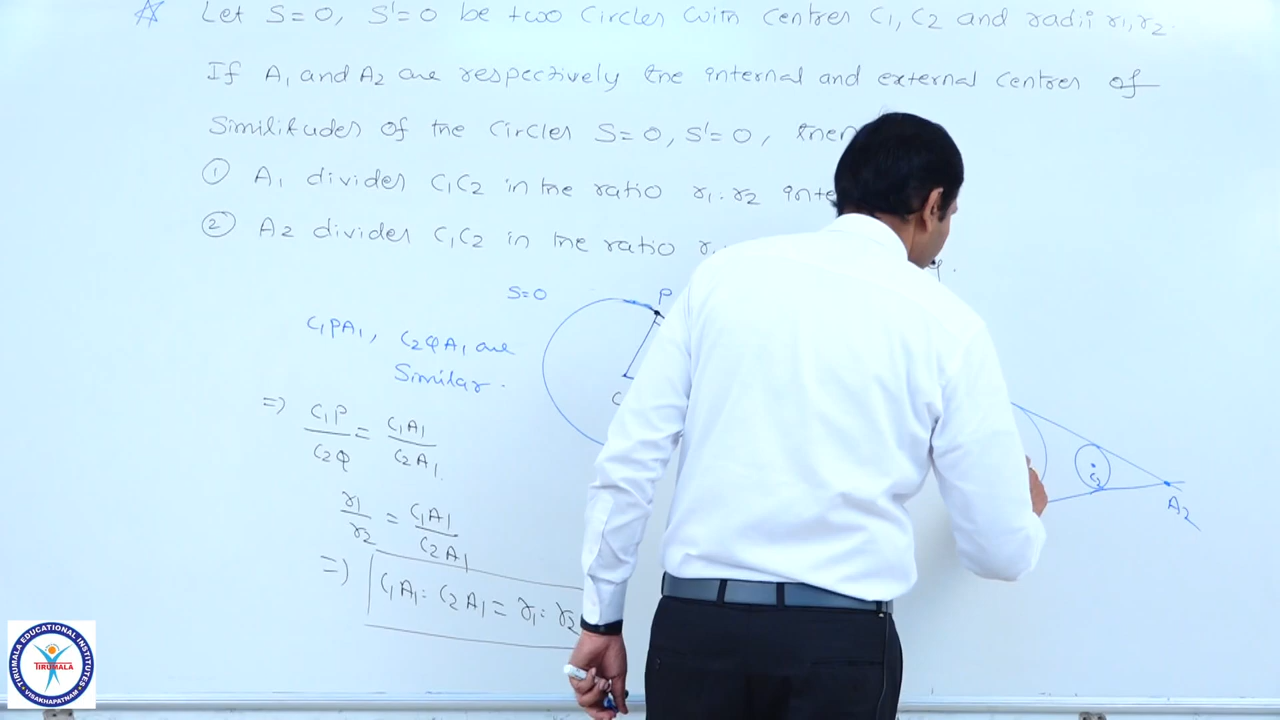 Let S=0, S'=0 be two Circles with Centres C1, C2 and radii r1, r2.
If A1 and A2 are respectively the internal and external Centres of
Similitudes of the Circles S=0, S'=0, then
① A1 divides C1C2 in the ratio r1:r2 inte
② A2 divides C1C2 in the ratio r
S=0
P
C1PA1, C2QA1 are
Similar.
=> C1P/C2Q = C1A1/C2A1
r1/r2 = C1A1/C2A1
=> C1A1 : C2A1 = r1 : r2
C
C2
A2
TIRUMALA EDUCATIONAL INSTITUTES
TIRUMALA
VISAKHAPATNAM